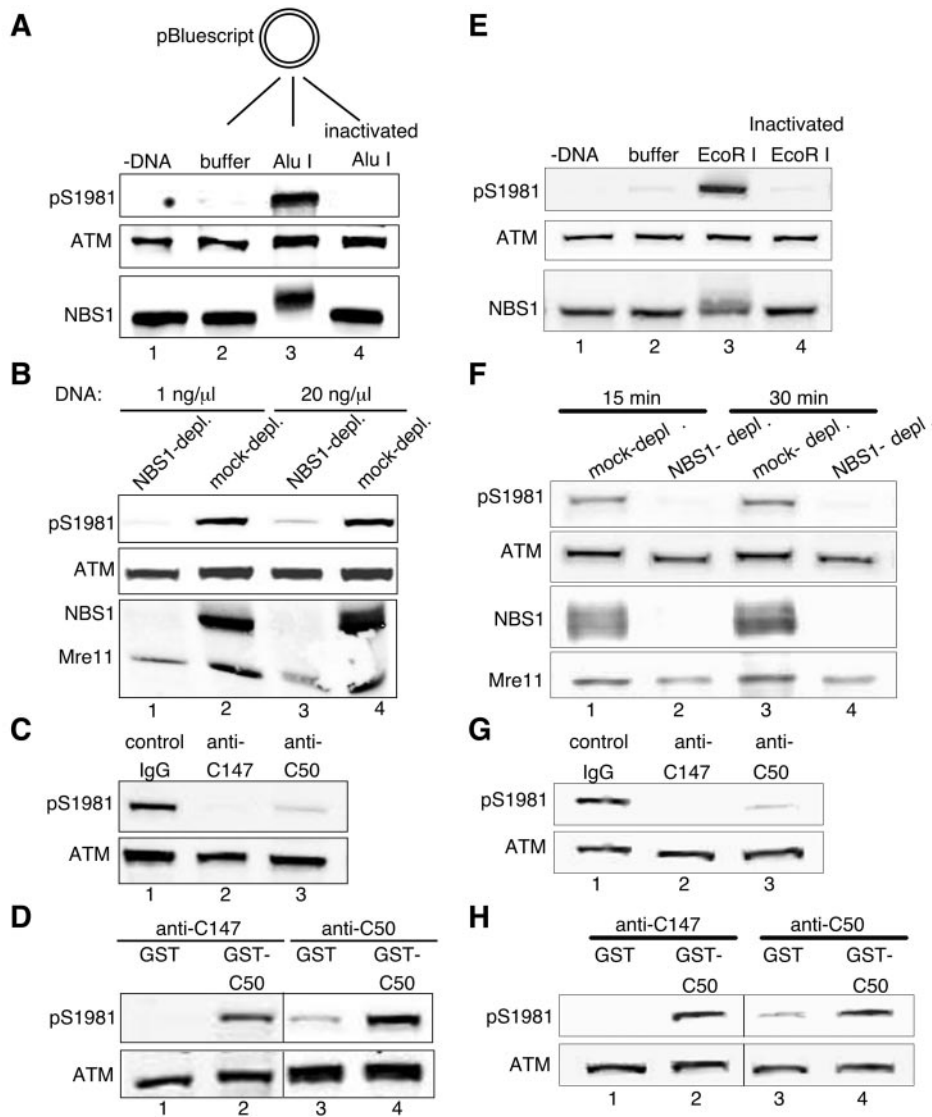 A
pBluescript
inactivated
-DNA buffer Alu I Alu I
pS1981
ATM
NBS1
1 2 3 4
B
DNA: 1 ng/µl 20 ng/µl
NBS1-depl. mock-depl. NBS1-depl. mock-depl.
pS1981
ATM
NBS1
Mre11
1 2 3 4
C
control anti- anti-
IgG C147 C50
pS1981
ATM
1 2 3
D
anti-C147 anti-C50
GST GST- GST GST-
C50 C50
pS1981
ATM
1 2 3 4
E
Inactivated
-DNA buffer EcoR I EcoR I
pS1981
ATM
NBS1
1 2 3 4
F
15 min 30 min
mock-depl . NBS1- depl . mock- depl . NBS1- depl .
pS1981
ATM
NBS1
Mre11
1 2 3 4
G
control anti- anti-
IgG C147 C50
pS1981
ATM
1 2 3
H
anti-C147 anti-C50
GST GST- GST GST-
C50 C50
pS1981
ATM
1 2 3 4